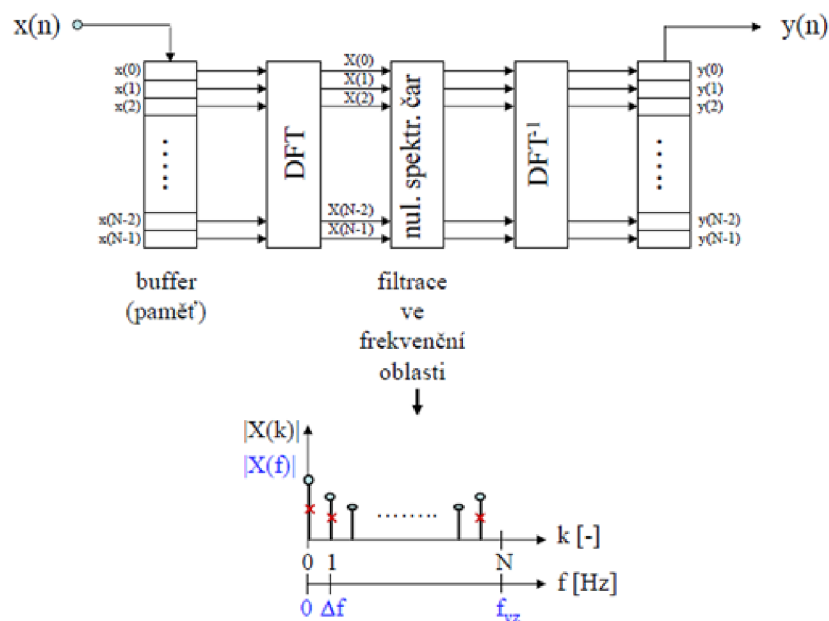 x(n)
y(n)
x(0)
x(1)
x(2)
x(N-2)
x(N-1)
DFT
X(0)
X(1)
X(2)
X(N-2)
X(N-1)
nul. spektr. čar
DFT-1
y(0)
y(1)
y(2)
y(N-2)
y(N-1)
buffer
(paměť)
filtrace
ve
frekvenční
oblasti
|X(k)|
|X(f)|
k [-]
0 1 N
f [Hz]
0 Δf fvz